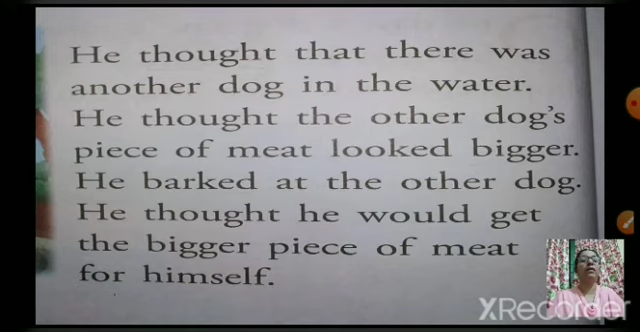 He thought that there was
another dog in the water.
He thought the other dog's
piece of meat looked bigger.
He barked at the other dog.
He thought he would get
the bigger piece of meat
for himself.
XRecorder